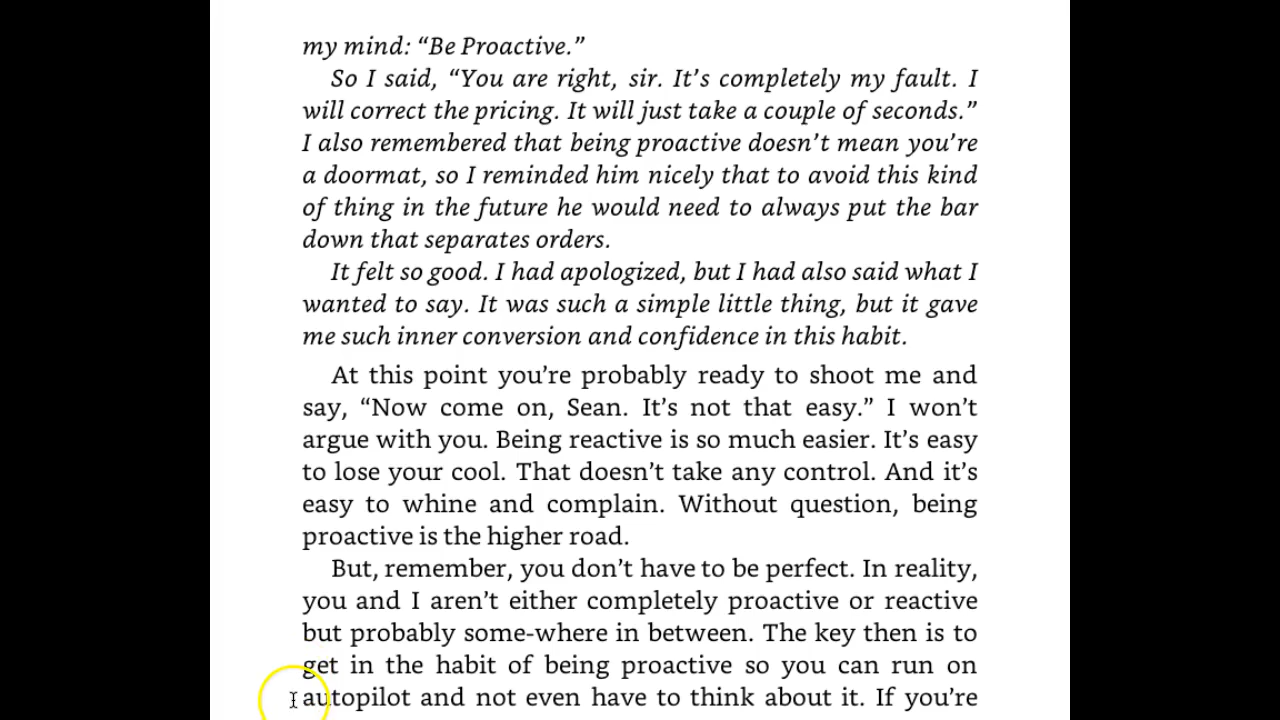 my mind: “Be Proactive.”
So I said, “You are right, sir. It’s completely my fault. I
will correct the pricing. It will just take a couple of seconds.”
I also remembered that being proactive doesn’t mean you’re
a doormat, so I reminded him nicely that to avoid this kind
of thing in the future he would need to always put the bar
down that separates orders.
It felt so good. I had apologized, but I had also said what I
wanted to say. It was such a simple little thing, but it gave
me such inner conversion and confidence in this habit.
At this point you’re probably ready to shoot me and
say, “Now come on, Sean. It’s not that easy.” I won’t
argue with you. Being reactive is so much easier. It’s easy
to lose your cool. That doesn’t take any control. And it’s
easy to whine and complain. Without question, being
proactive is the higher road.
But, remember, you don’t have to be perfect. In reality,
you and I aren’t either completely proactive or reactive
but probably some-where in between. The key then is to
get in the habit of being proactive so you can run on
autopilot and not even have to think about it. If you’re